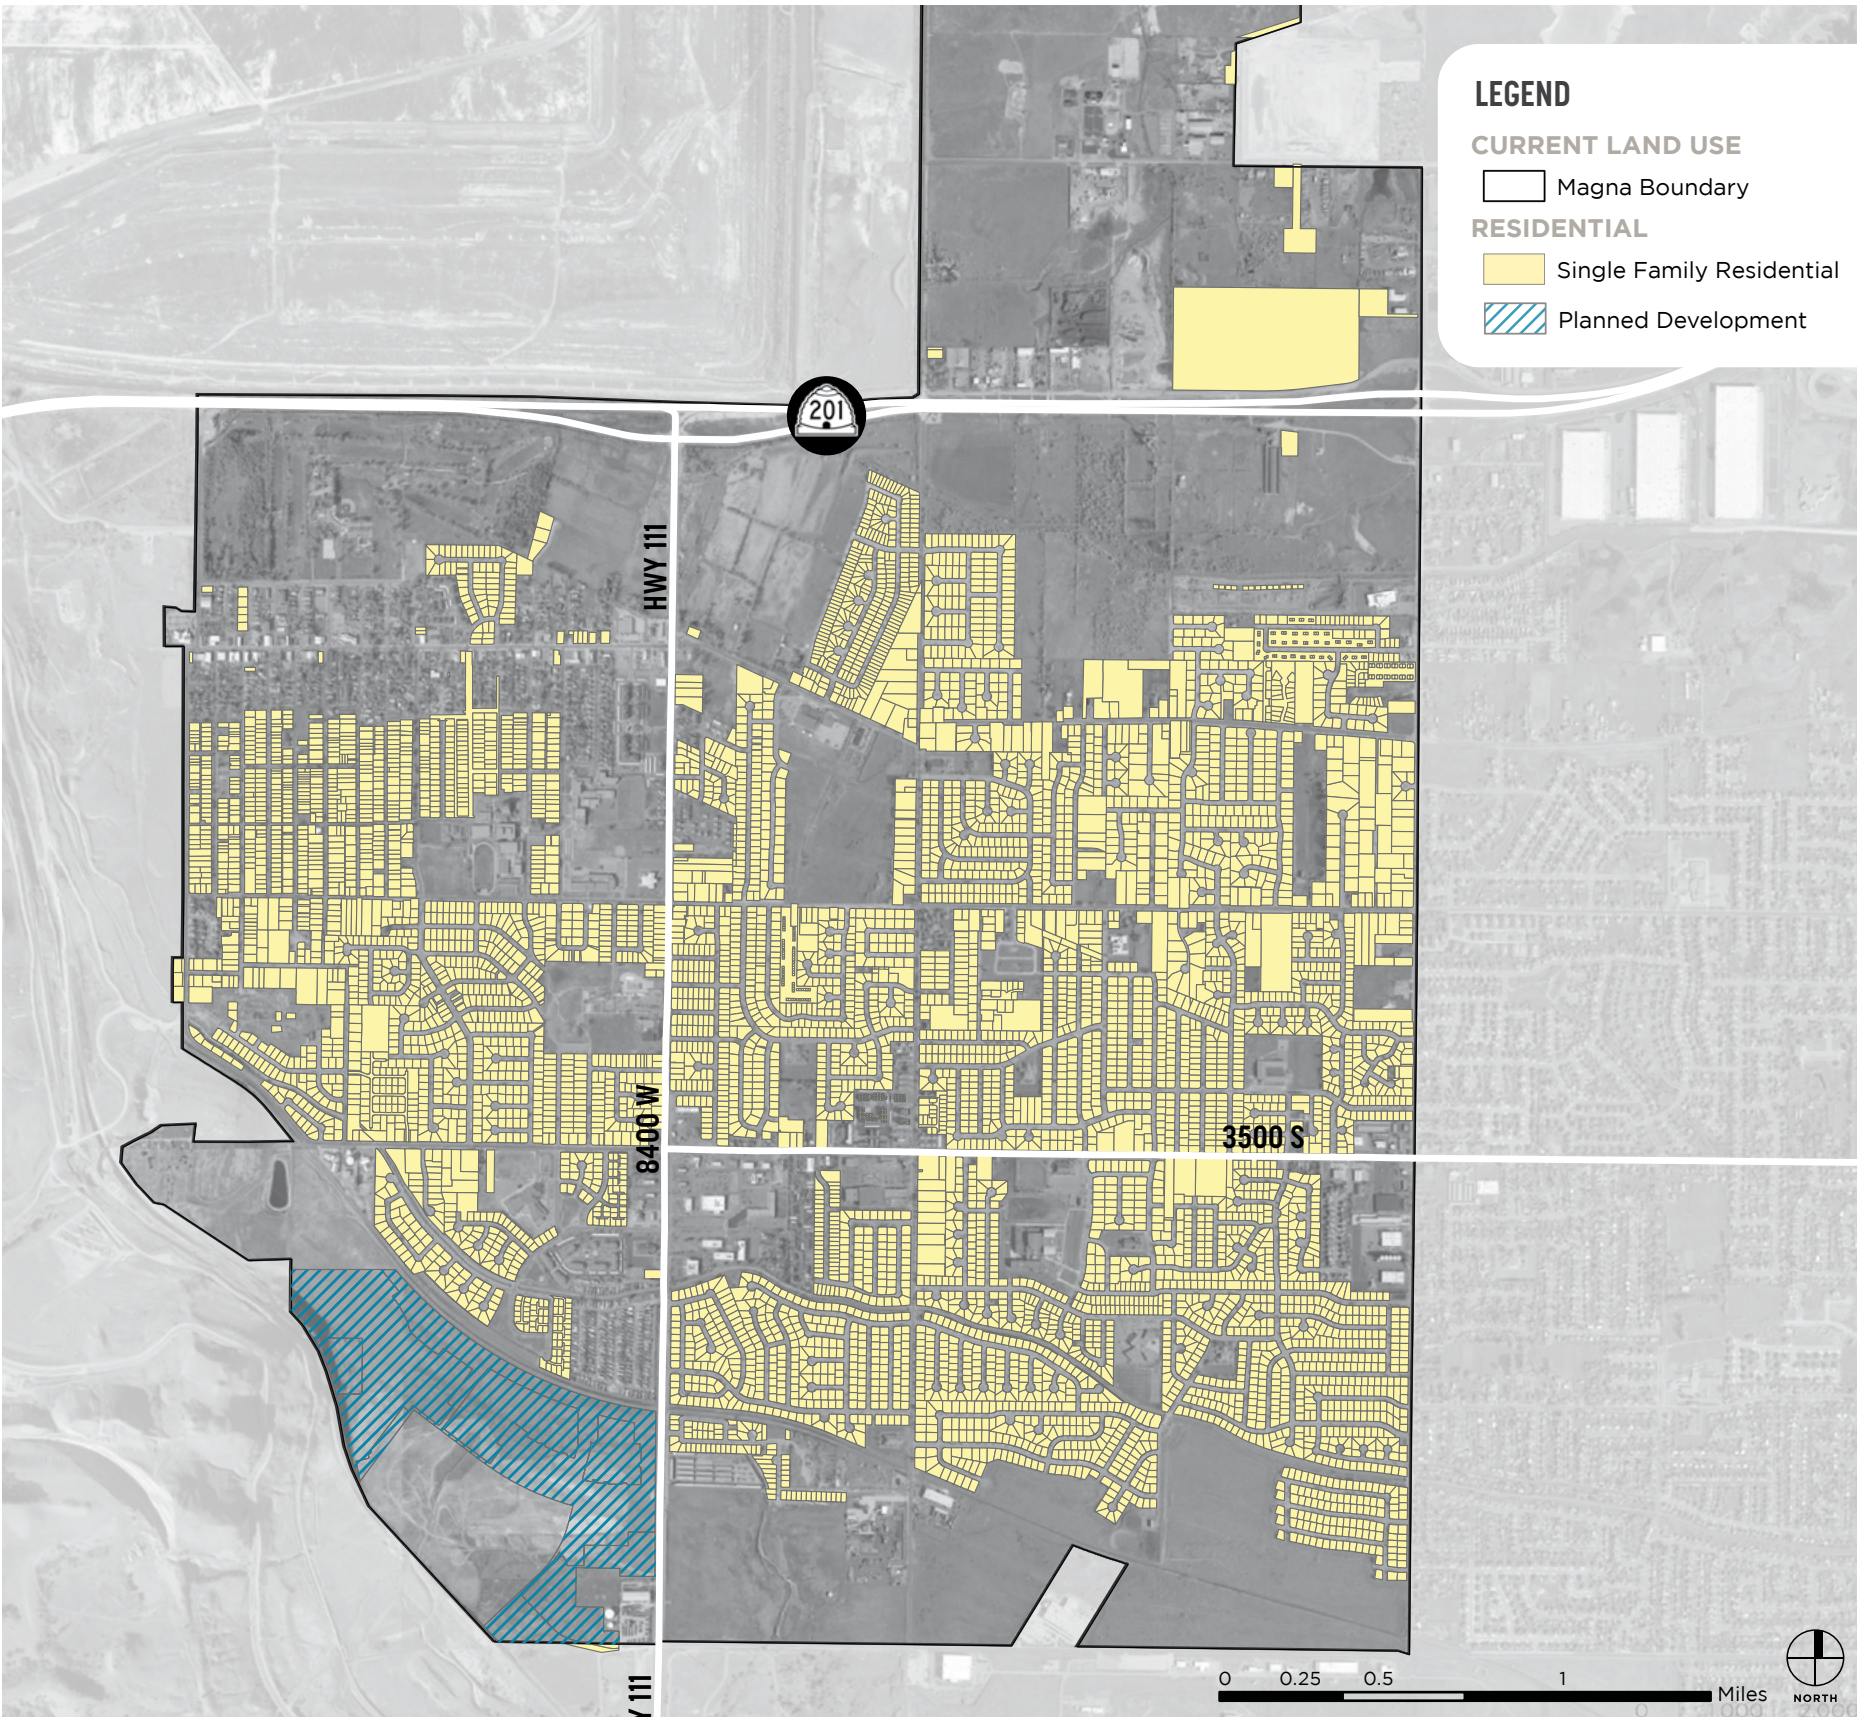 LEGEND
CURRENT LAND USE
Magna Boundary
RESIDENTIAL
Single Family Residential
Planned Development
201
HWY 111
8400 W
3500 S
Y 111
0 0.25 0.5 1
Miles
NORTH